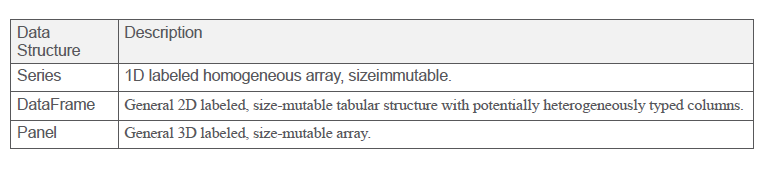 Data Description
Structure
Series 1D labeled homogeneous array, sizeimmutable.
DataFrame General 2D labeled, size-mutable tabular structure with potentially heterogeneously typed columns.
Panel General 3D labeled, size-mutable array.